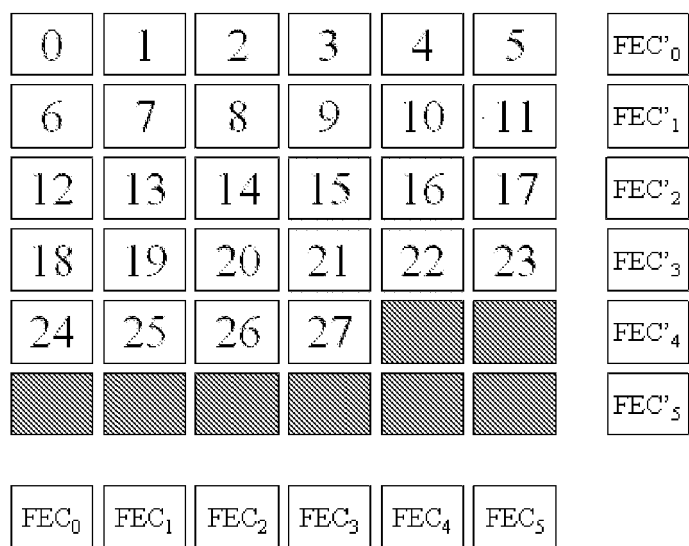 0 1 2 3 4 5 FEC’₀
6 7 8 9 10 11 FEC’₁
12 13 14 15 16 17 FEC’₂
18 19 20 21 22 23 FEC’₃
24 25 26 27 FEC’₄
FEC’₅
FEC₀ FEC₁ FEC₂ FEC₃ FEC₄ FEC₅